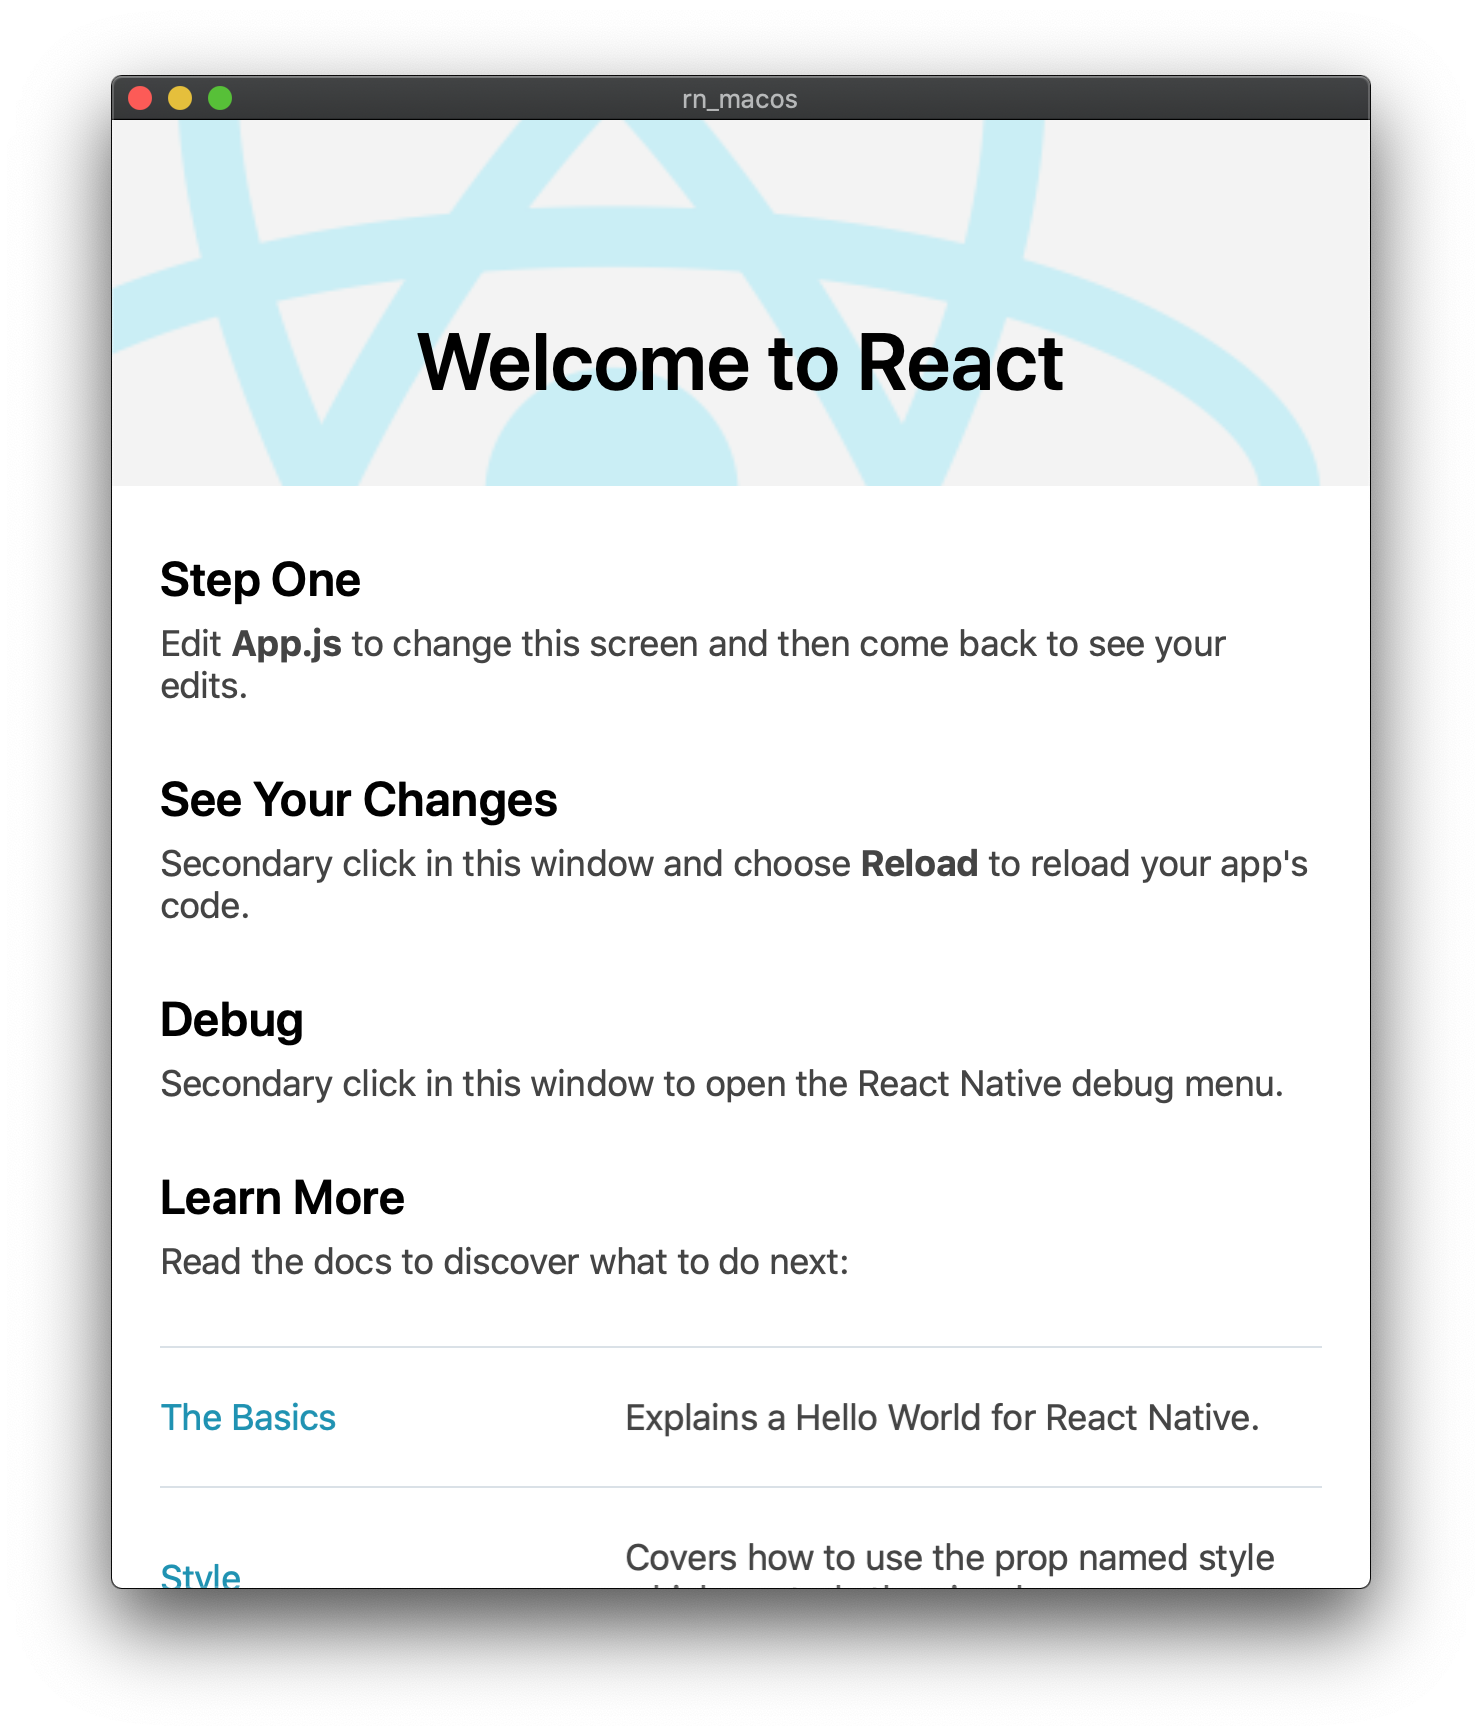 rn_macos
Welcome to React
Step One
Edit App.js to change this screen and then come back to see your
edits.
See Your Changes
Secondary click in this window and choose Reload to reload your app's
code.
Debug
Secondary click in this window to open the React Native debug menu.
Learn More
Read the docs to discover what to do next:
The Basics
Explains a Hello World for React Native.
Style
Covers how to use the prop named style